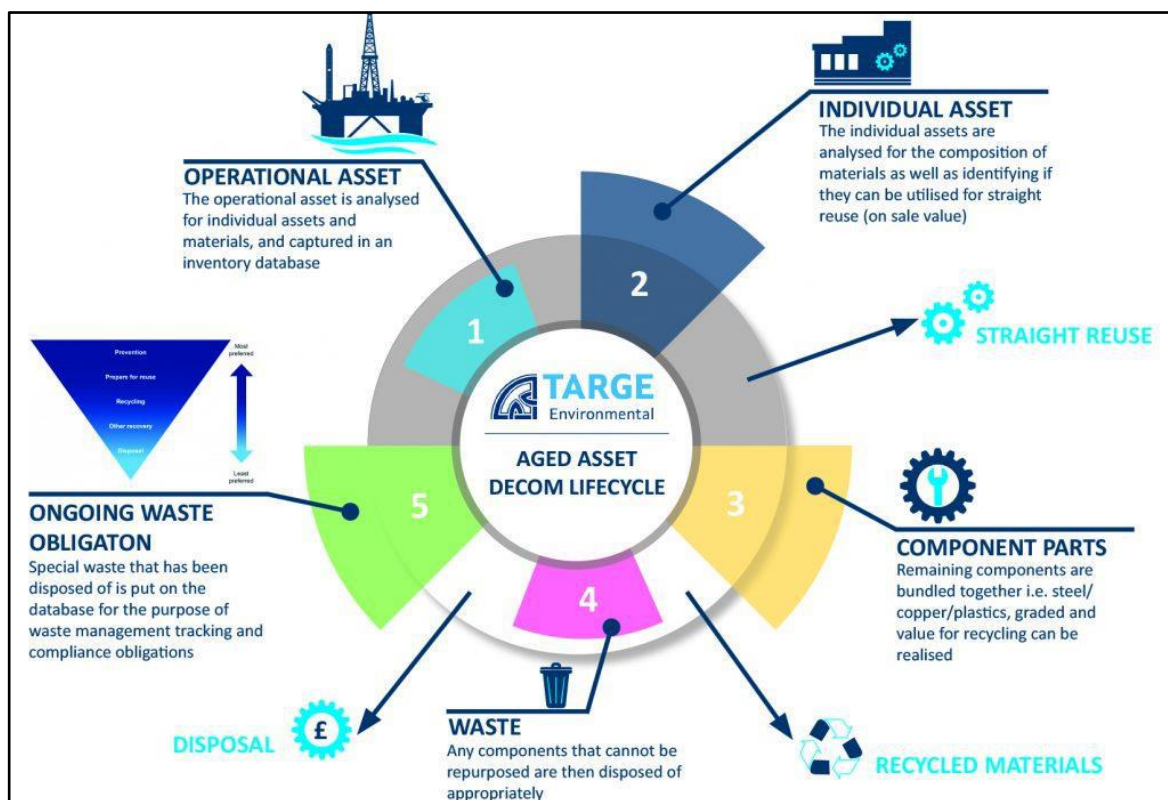 OPERATIONAL ASSET
The operational asset is analysed
for individual assets and
materials, and captured in an
inventory database
1
INDIVIDUAL ASSET
The individual assets are
analysed for the composition of
materials as well as identifying if
they can be utilised for straight
reuse (on sale value)
2
STRAIGHT REUSE
TARGE
Environmental
AGED ASSET
DECOM LIFECYCLE
3
COMPONENT PARTS
Remaining components are
bundled together i.e. steel/
copper/plastics, graded and
value for recycling can be
realised
RECYCLED MATERIALS
4
WASTE
Any components that cannot be
repurposed are then disposed of
appropriately
£
DISPOSAL
5
Prevention
Prepare for reuse
Recycling
Other recovery
Disposal
Most
preferred
Least
preferred
ONGOING WASTE
OBLIGATON
Special waste that has been
disposed of is put on the
database for the purpose of
waste management tracking and
compliance obligations